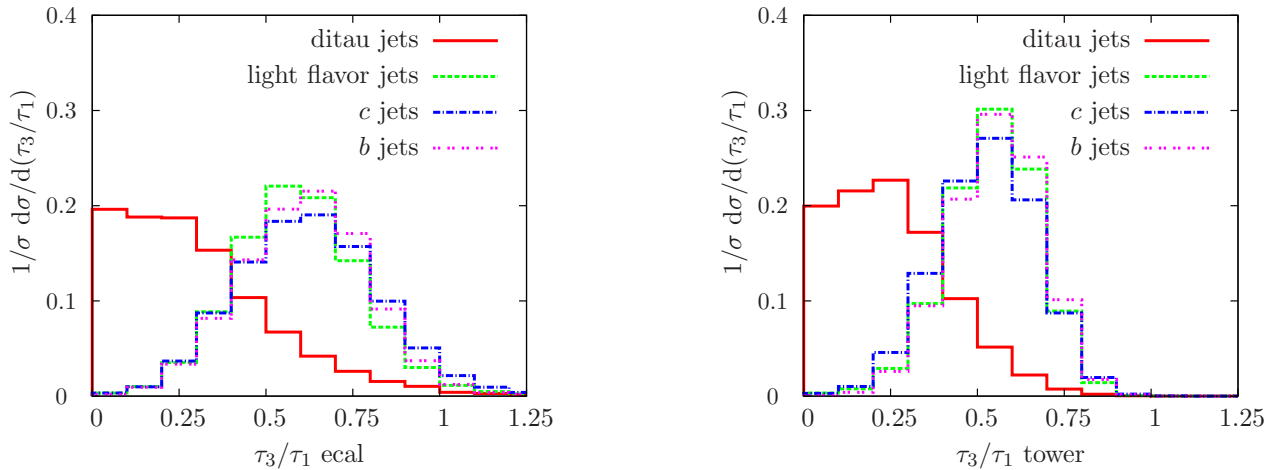 0.4
0.3
0.2
0.1
0
0
0.25
0.5
0.75
1
1.25
1/σ dσ/d(τ₃/τ₁)
τ₃/τ₁ ecal
ditau jets
light flavor jets
c jets
b jets
0.4
0.3
0.2
0.1
0
0
0.25
0.5
0.75
1
1.25
1/σ dσ/d(τ₃/τ₁)
τ₃/τ₁ tower
ditau jets
light flavor jets
c jets
b jets